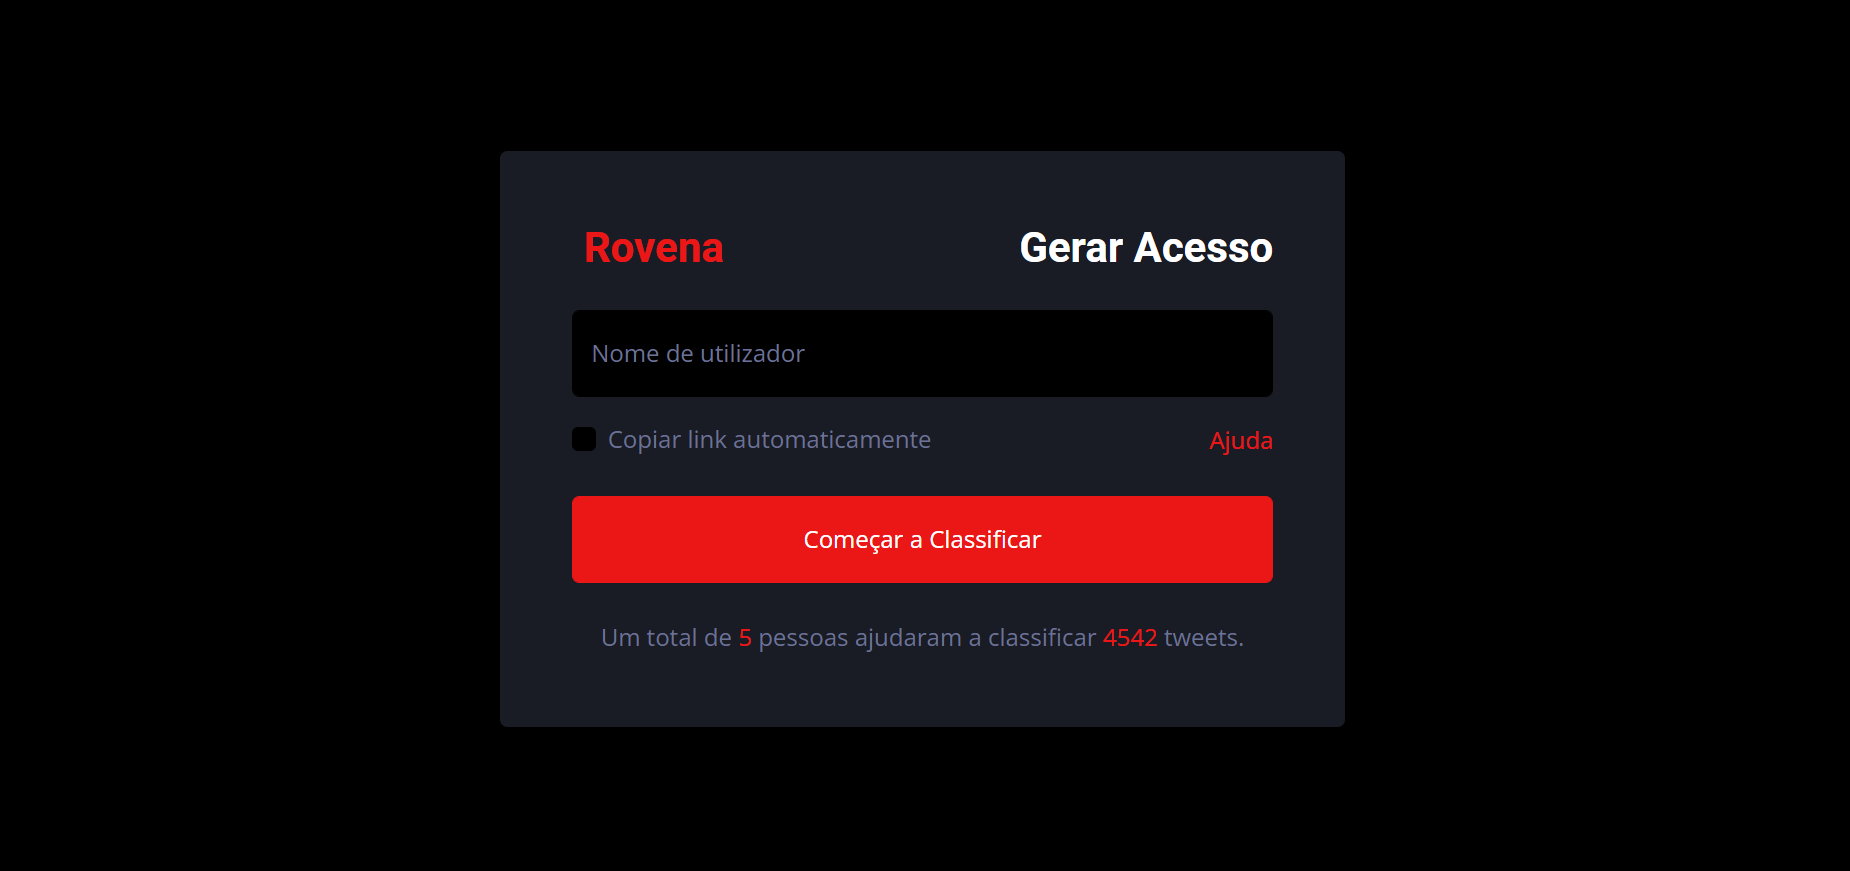 Rovena Gerar Acesso
Nome de utilizador
Copiar link automaticamente Ajuda
Começar a Classificar
Um total de 5 pessoas ajudaram a classificar 4542 tweets.